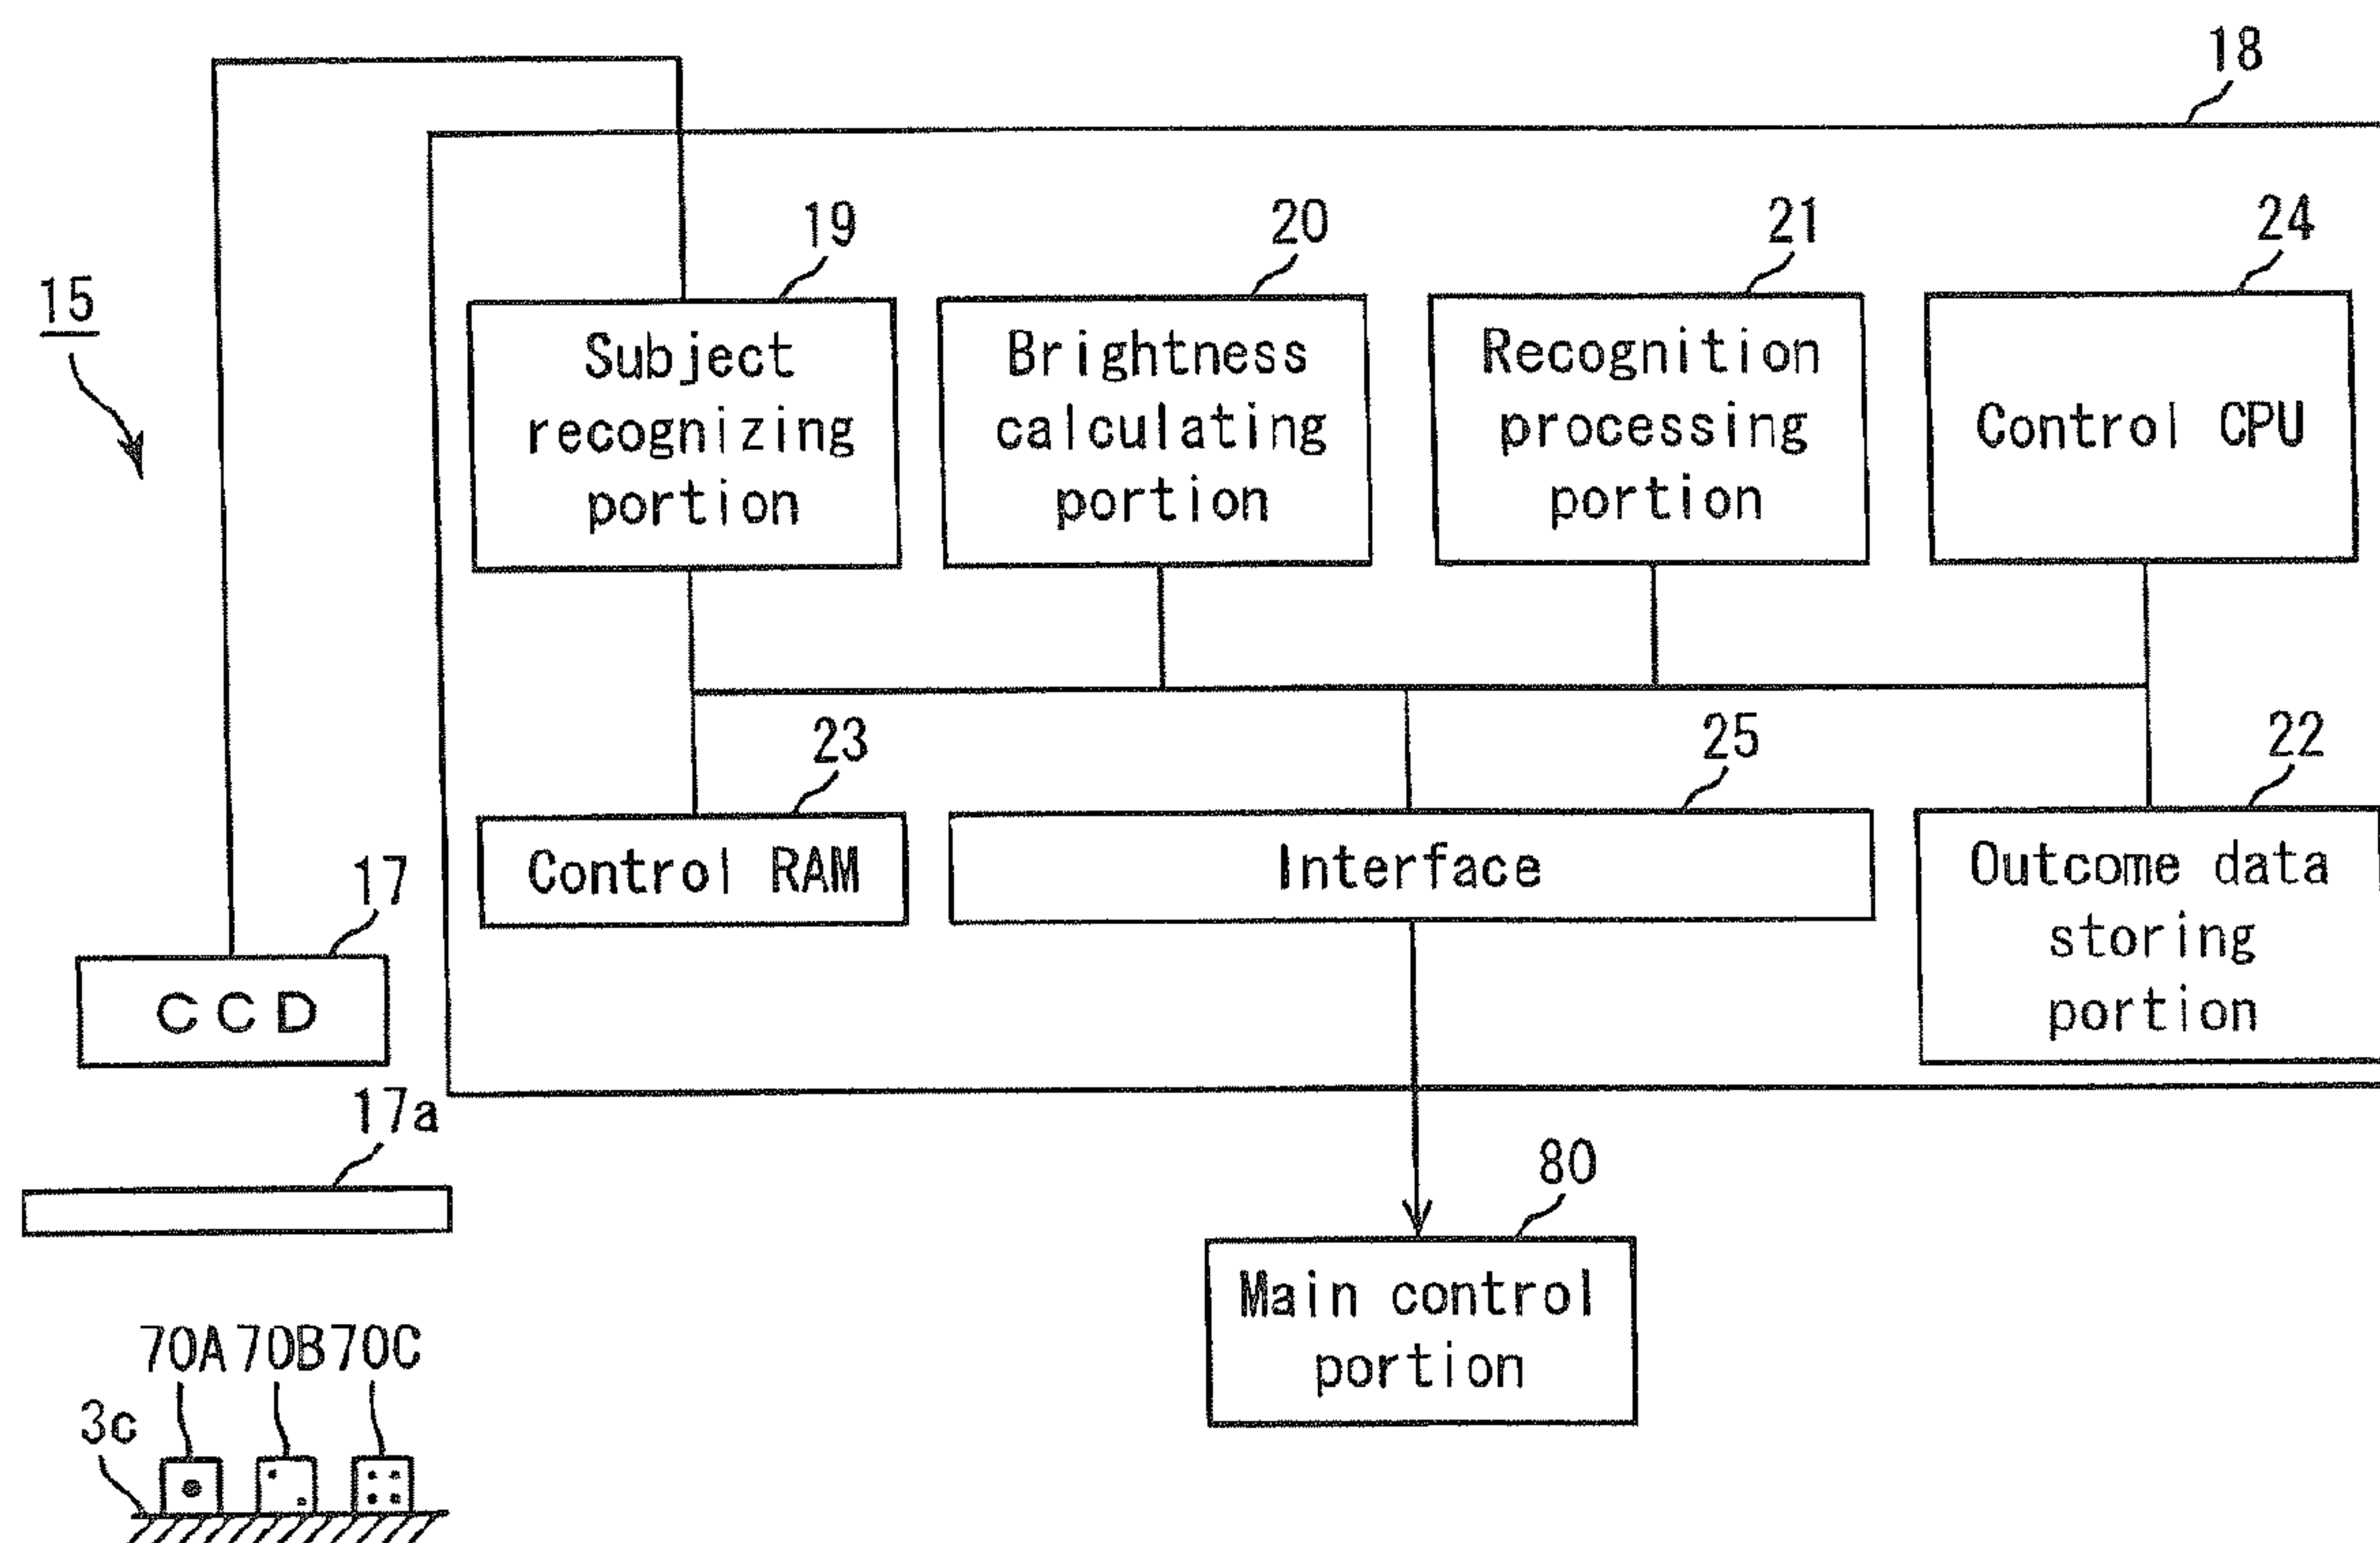 18
15
19
20
21
24
Subject
recognizing
portion
Brightness
calculating
portion
Recognition
processing
portion
Control CPU
23
25
22
Control RAM
Interface
Outcome data
storing
portion
17
CCD
17a
80
Main control
portion
70A 70B 70C
3c